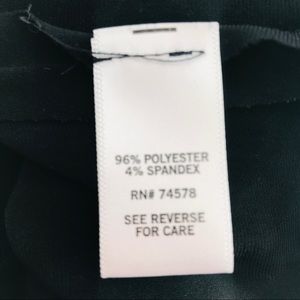 96% POLYESTER
4% SPANDEX
RN# 74578
SEE REVERSE
FOR CARE